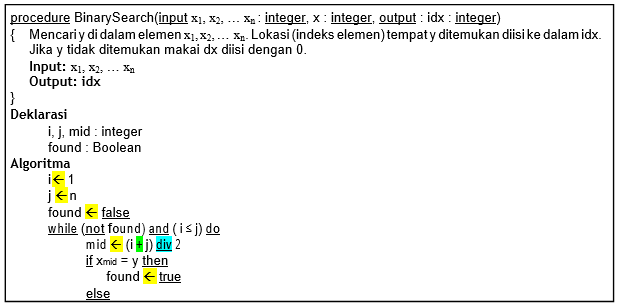 procedure BinarySearch(input x1, x2, … xn : integer, x : integer, output : idx : integer)
{ Mencari y di dalam elemen x1, x2, … xn. Lokasi (indeks elemen) tempat y ditemukan diisi ke dalam idx.
Jika y tidak ditemukan makai dx diisi dengan 0.
Input: x1, x2, … xn
Output: idx
}
Deklarasi
i, j, mid : integer
found : Boolean
Algoritma
i ← 1
j ← n
found ← false
while (not found) and ( i ≤ j) do
mid ← (i + j) div 2
if xmid = y then
found ← true
else